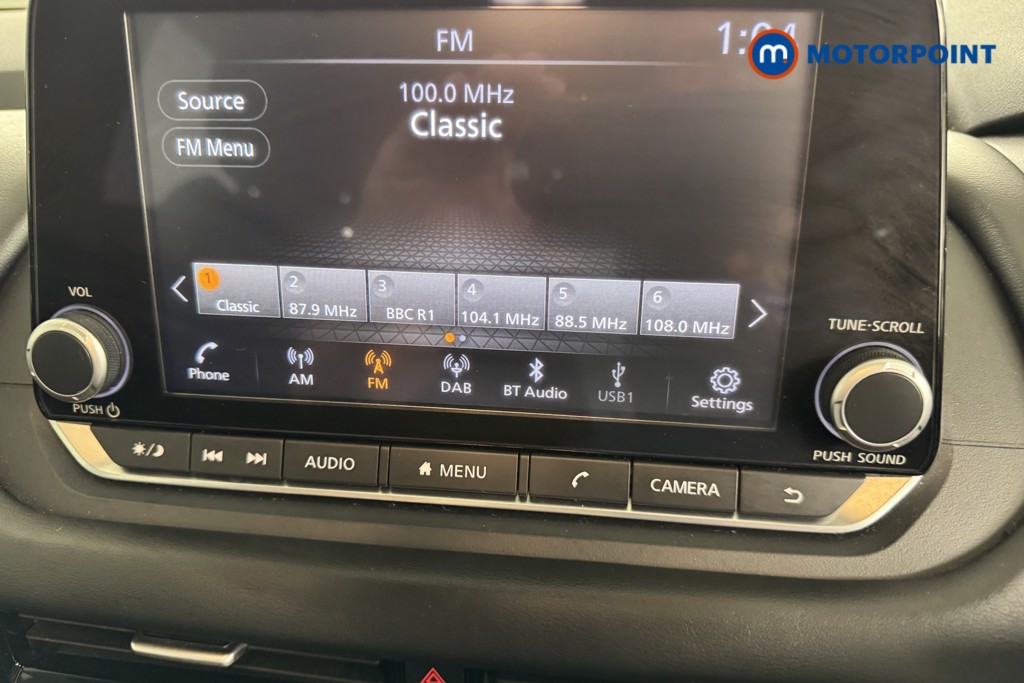 FM
MOTORPOINT
Source
100.0 MHz
Classic
FM Menu
1
Classic
2
87.9 MHz
3
BBC R1
4
104.1 MHz
5
88.5 MHz
6
108.0 MHz
VOL
TUNE·SCROLL
Phone
AM
FM
DAB
BT Audio
USB1
Settings
PUSH
PUSH SOUND
AUDIO
MENU
CAMERA